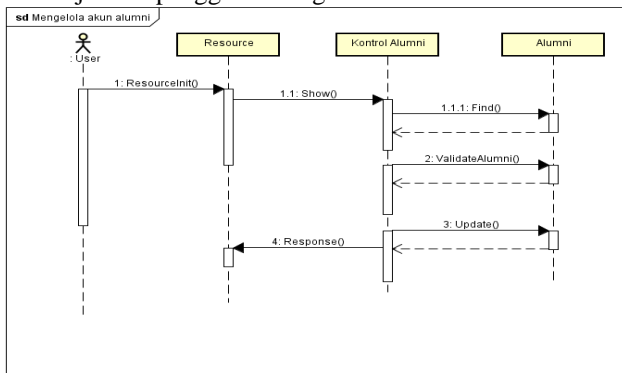 sd Mengelola akun alumni
: User
Resource
Kontrol Alumni
Alumni
1: ResourceInit()
1.1: Show()
1.1.1: Find()
2: ValidateAlumni()
3: Update()
4: Response()